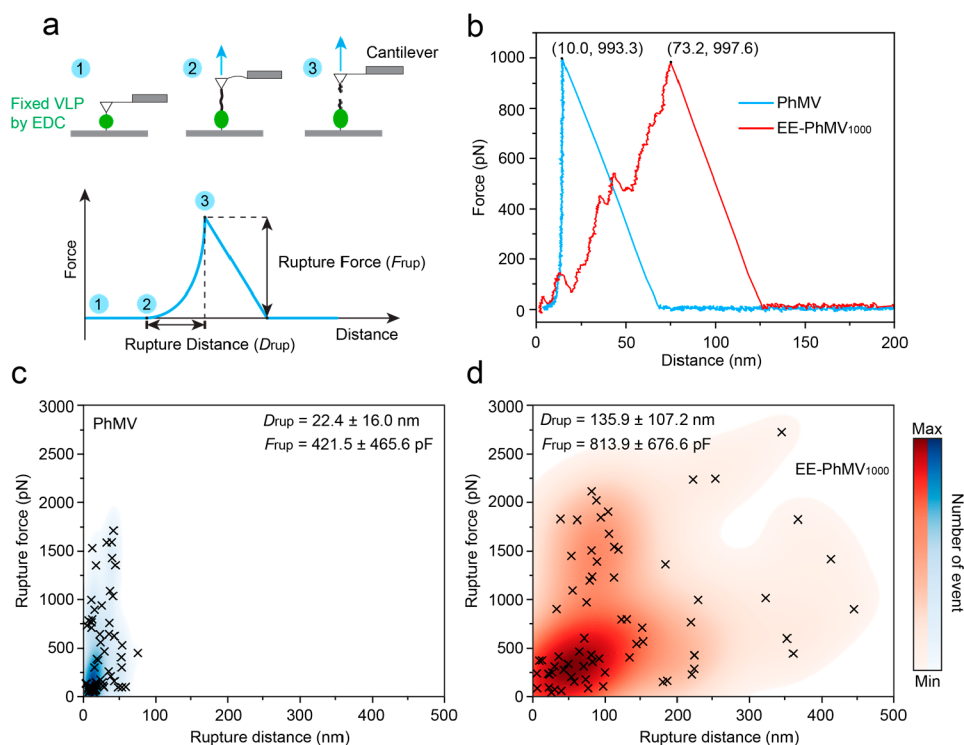 a
1
2
3
Cantilever
Fixed VLP
by EDC
Force
1
2
3
Rupture Force (Frup)
Distance
Rupture Distance (Drup)
b
(10.0, 993.3)
(73.2, 997.6)
PhMV
EE-PhMV1000
Force (pN)
1000
800
600
400
200
0
0
50
100
150
200
Distance (nm)
c
PhMV
Drup = 22.4 ± 16.0 nm
Frup = 421.5 ± 465.6 pF
Rupture force (pN)
3000
2500
2000
1500
1000
500
0
0
100
200
300
400
500
Rupture distance (nm)
d
Drup = 135.9 ± 107.2 nm
Frup = 813.9 ± 676.6 pF
EE-PhMV1000
Rupture force (pN)
3000
2500
2000
1500
1000
500
0
0
100
200
300
400
500
Rupture distance (nm)
Max
Number of event
Min